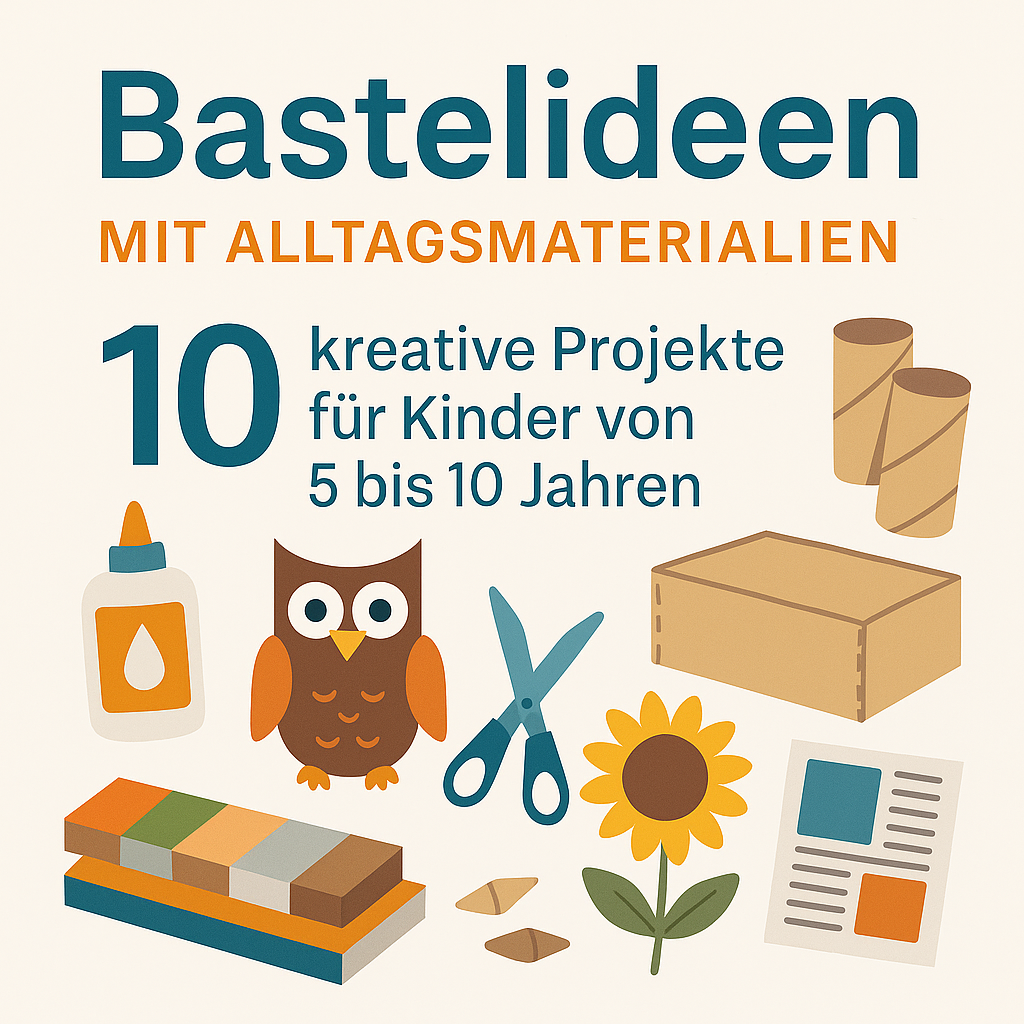 Bastelideen
MIT ALLTAGSMATERIALIEN
10
kreative Projekte
für Kinder von
5 bis 10 Jahren